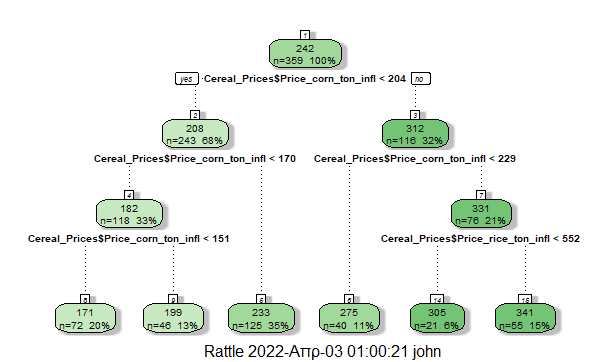 1
242
n=359 100%
yes Cereal_Prices$Price_corn_ton_infl < 204 no
2 3
208 312
n=243 68% n=116 32%
Cereal_Prices$Price_corn_ton_infl < 170 Cereal_Prices$Price_corn_ton_infl < 229
4 7
182 331
n=118 33% n=76 21%
Cereal_Prices$Price_corn_ton_infl < 151 Cereal_Prices$Price_rice_ton_infl < 552
8 9 5 6 14 15
171 199 233 275 305 341
n=72 20% n=46 13% n=125 35% n=40 11% n=21 6% n=55 15%
Rattle 2022-Απρ-03 01:00:21 john